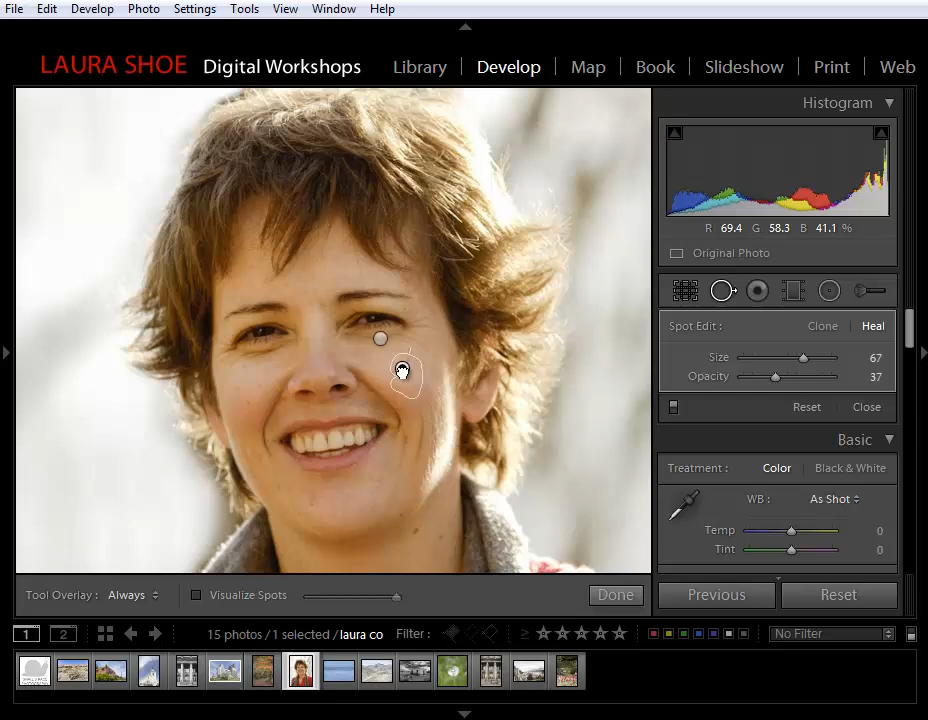 File Edit Develop Photo Settings Tools View Window Help
LAURA SHOE Digital Workshops Library Develop Map Book Slideshow Print Web
Histogram
R 69.4 G 58.3 B 41.1 %
Original Photo
Spot Edit : Clone Heal
Size 67
Opacity 37
Reset Close
Basic
Treatment : Color Black & White
WB : As Shot
Temp 0
Tint 0
Tool Overlay : Always Visualize Spots Done Previous Reset
1 2 15 photos / 1 selected / laura co Filter : No Filter